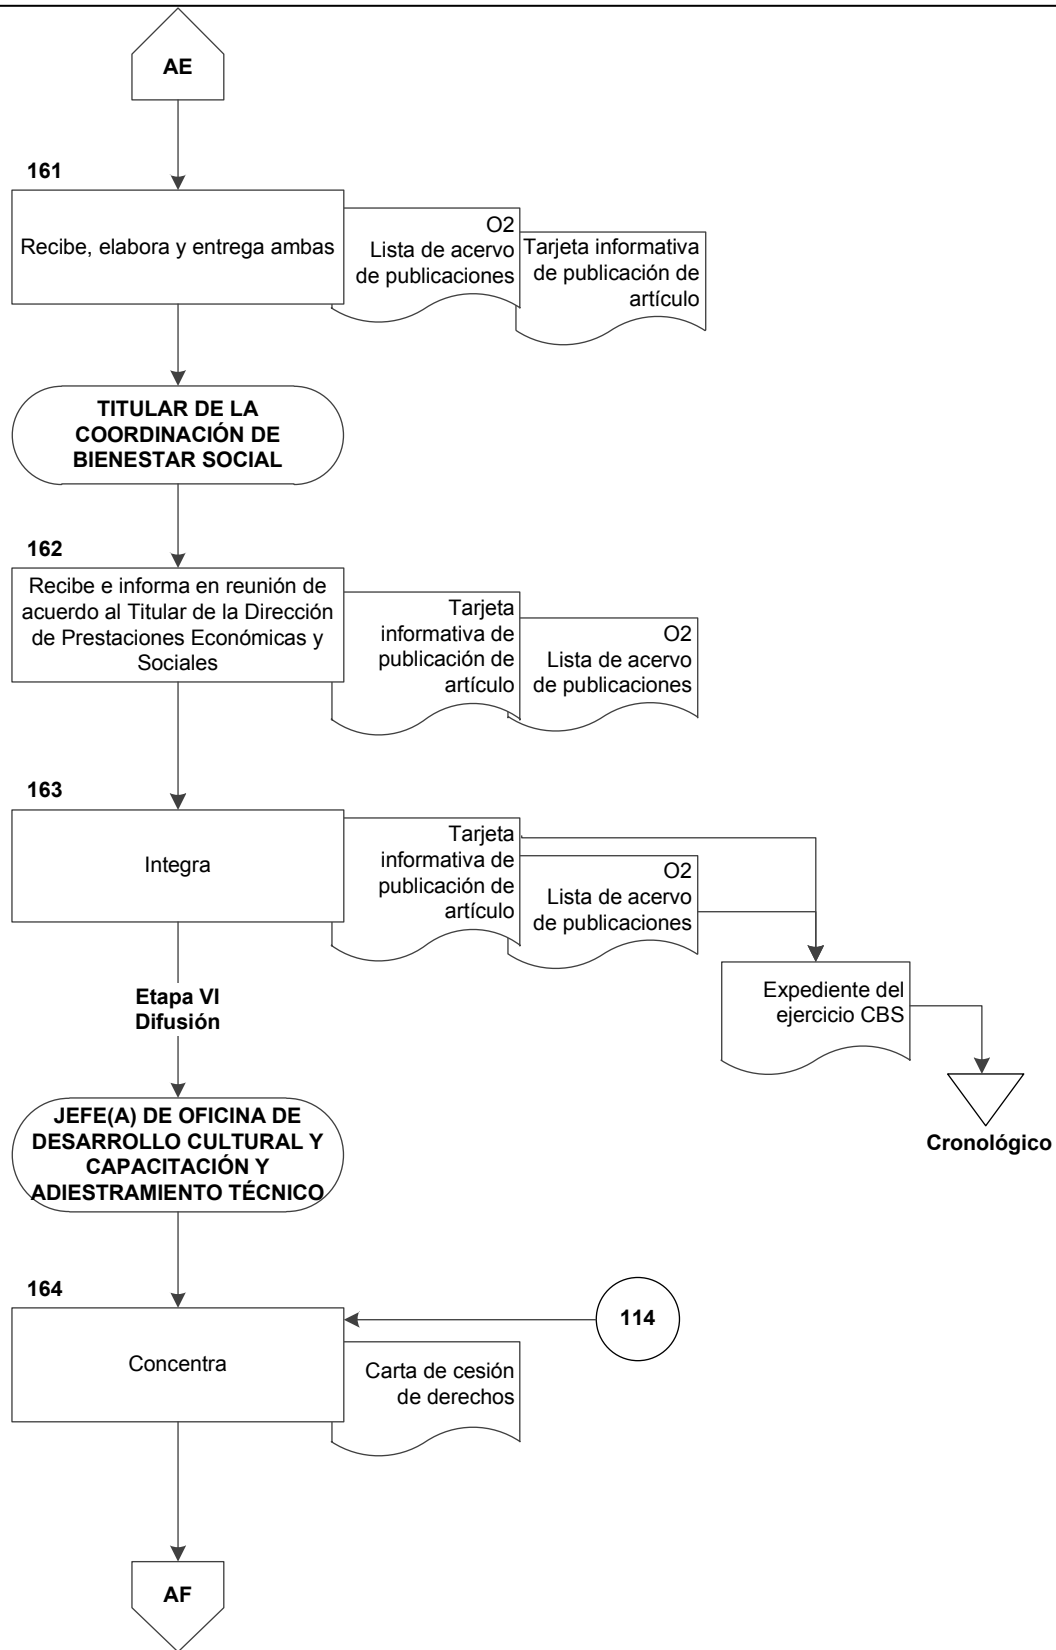 AE
161
Recibe, elabora y entrega ambas
O2
Lista de acervo
de publicaciones
Tarjeta informativa
de publicación de
artículo
TITULAR DE LA
COORDINACIÓN DE
BIENESTAR SOCIAL
162
Recibe e informa en reunión de
acuerdo al Titular de la Dirección
de Prestaciones Económicas y
Sociales
Tarjeta
informativa de
publicación de
artículo
O2
Lista de acervo
de publicaciones
163
Integra
Tarjeta
informativa de
publicación de
artículo
O2
Lista de acervo
de publicaciones
Expediente del
ejercicio CBS
Cronológico
Etapa VI
Difusión
JEFE(A) DE OFICINA DE
DESARROLLO CULTURAL Y
CAPACITACIÓN Y
ADIESTRAMIENTO TÉCNICO
164
Concentra
114
Carta de cesión
de derechos
AF